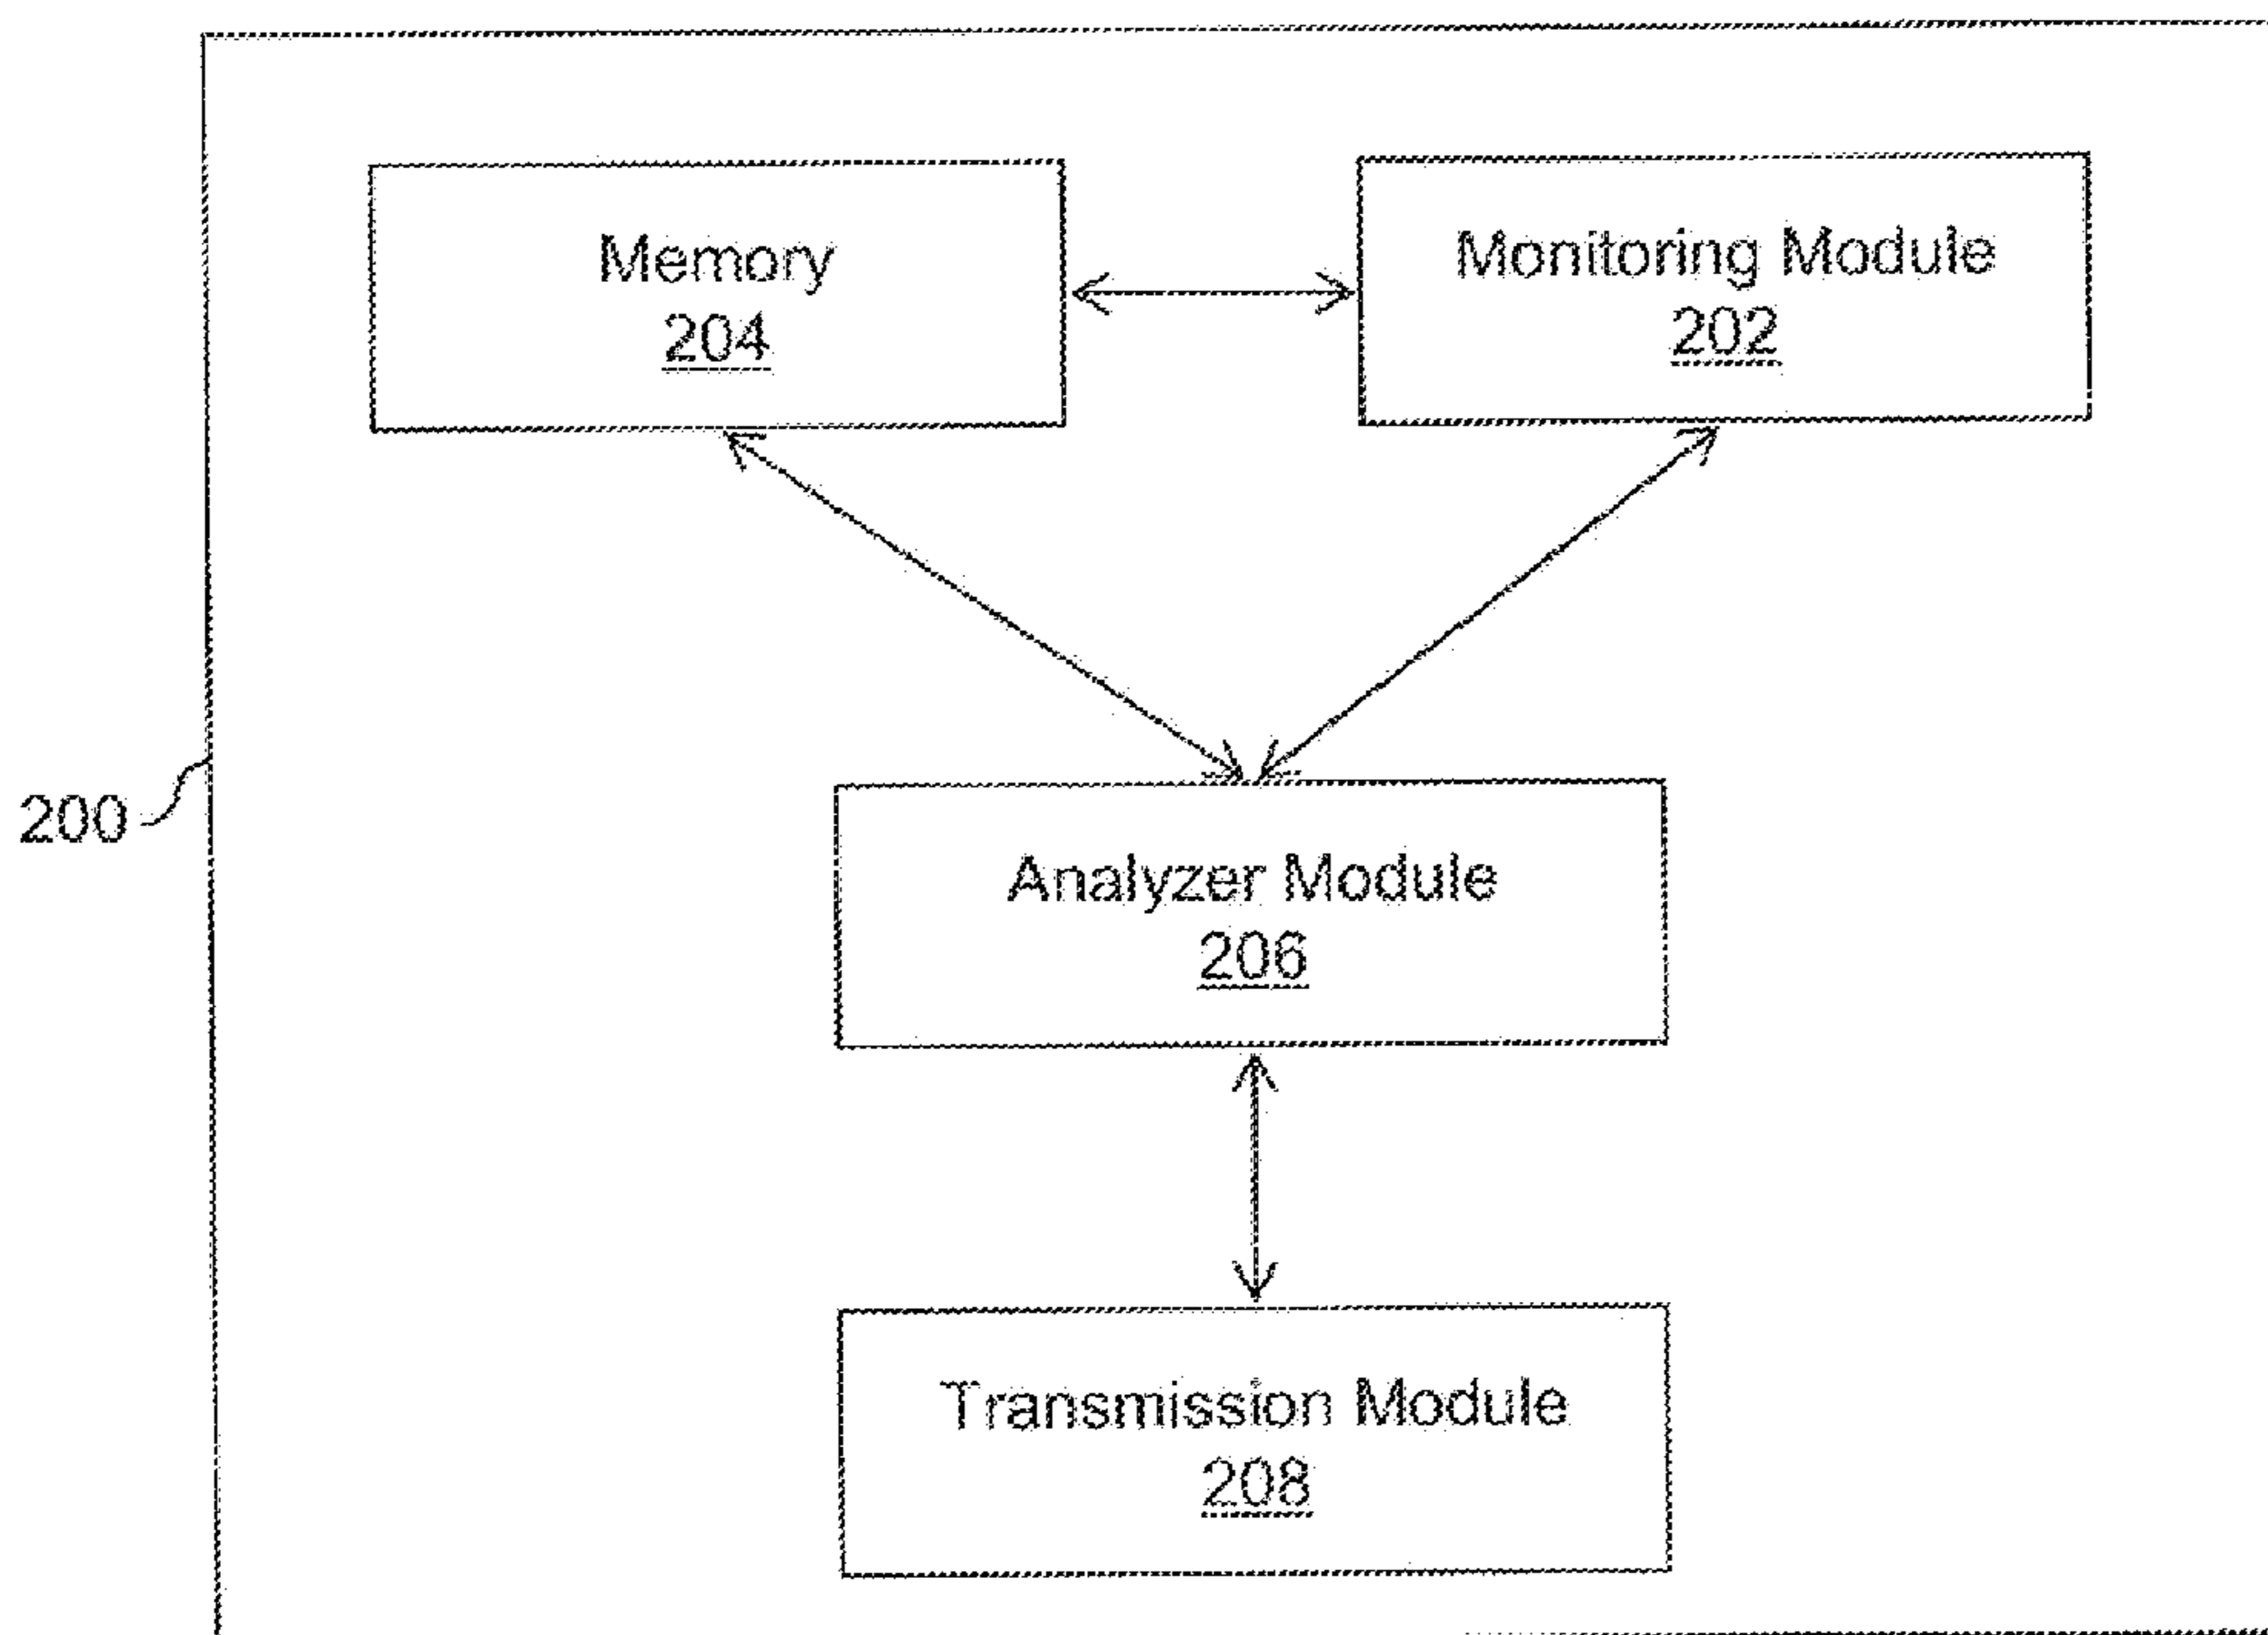 Memory
204
Monitoring Module
202
200
Analyzer Module
206
Transmission Module
208